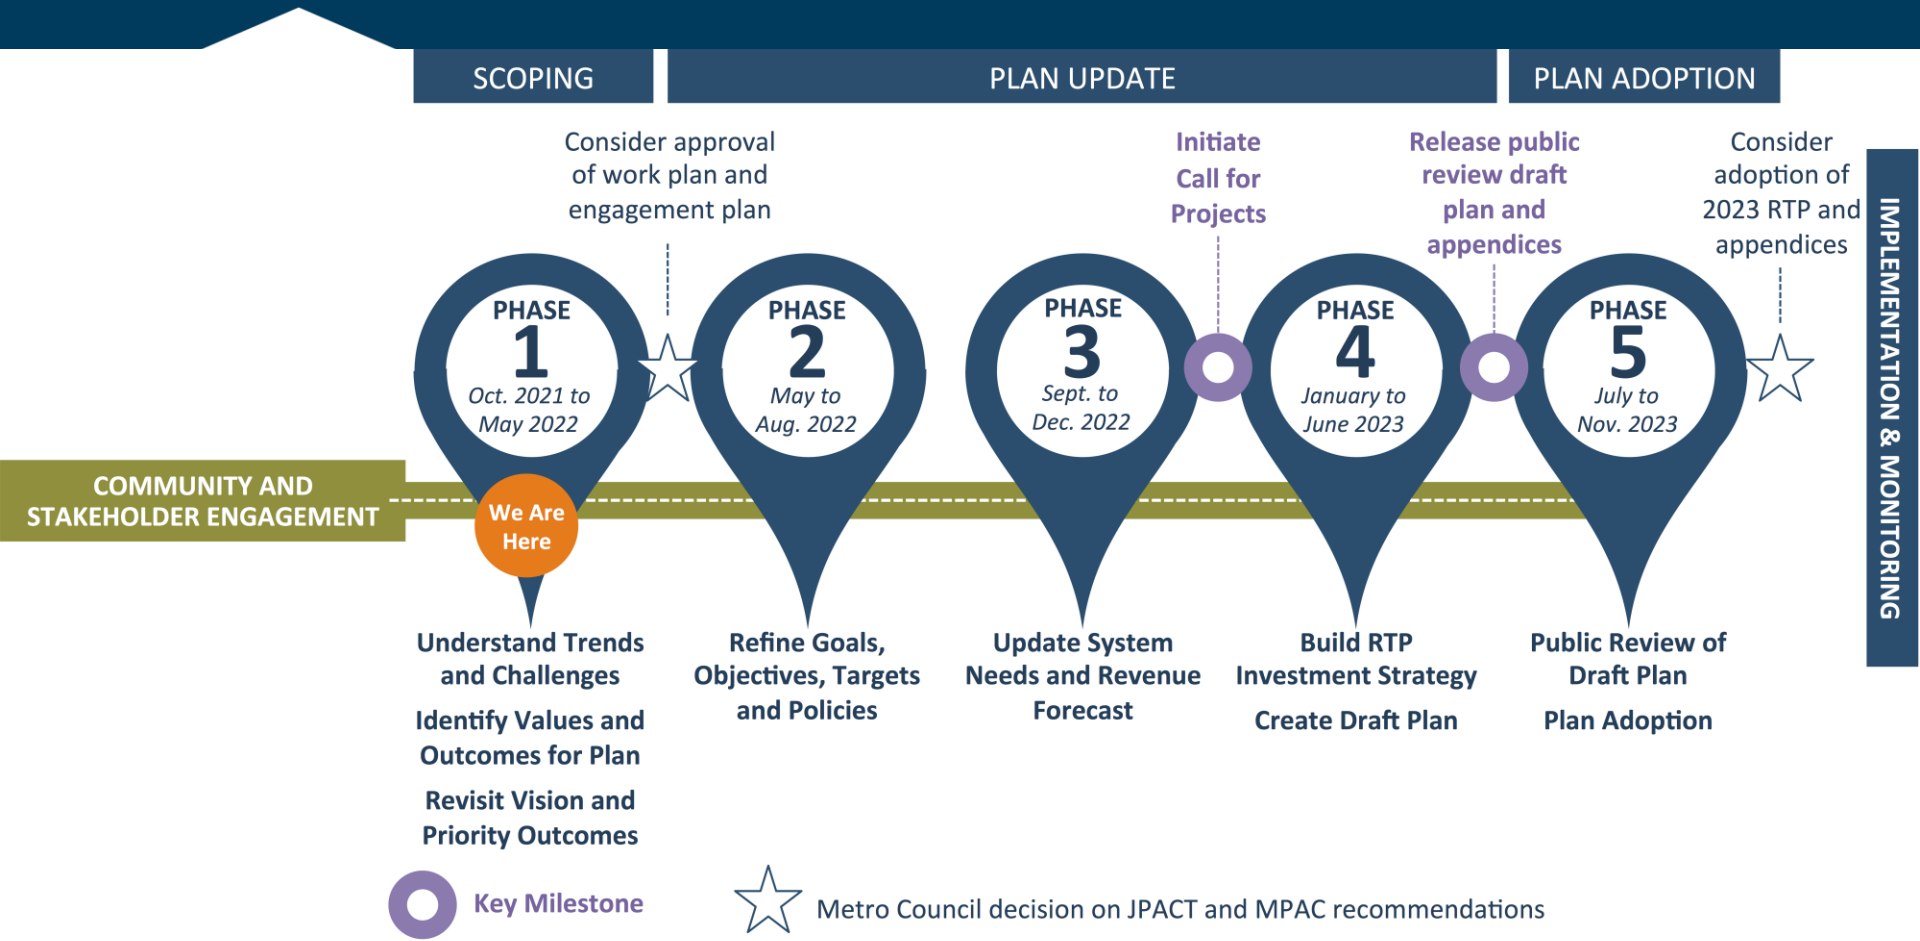 SCOPING
PLAN UPDATE
PLAN ADOPTION
Consider approval
of work plan and
engagement plan
Initiate
Call for
Projects
Release public
review draft
plan and
appendices
Consider
adoption of
2023 RTP and
appendices
IMPLEMENTATION & MONITORING
PHASE
1
Oct. 2021 to
May 2022
PHASE
2
May to
Aug. 2022
PHASE
3
Sept. to
Dec. 2022
PHASE
4
January to
June 2023
PHASE
5
July to
Nov. 2023
COMMUNITY AND
STAKEHOLDER ENGAGEMENT
We Are
Here
Understand Trends
and Challenges
Identify Values and
Outcomes for Plan
Revisit Vision and
Priority Outcomes
Refine Goals,
Objectives, Targets
and Policies
Update System
Needs and Revenue
Forecast
Build RTP
Investment Strategy
Create Draft Plan
Public Review of
Draft Plan
Plan Adoption
Key Milestone
Metro Council decision on JPACT and MPAC recommendations